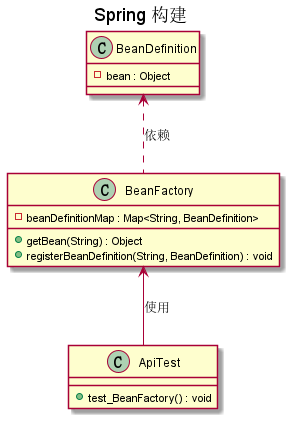 Spring 构建
C BeanDefinition
bean : Object
依赖
C BeanFactory
beanDefinitionMap : Map<String, BeanDefinition>
getBean(String) : Object
registerBeanDefinition(String, BeanDefinition) : void
使用
C ApiTest
test_BeanFactory() : void